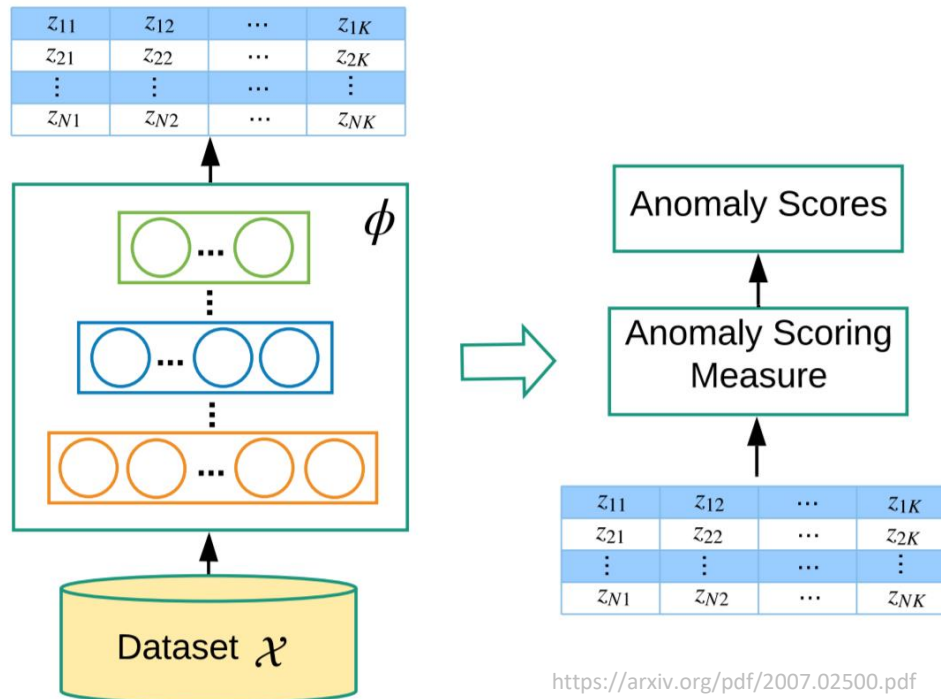 z11 z12 ... z1K
z21 z22 ... z2K
⋮ ⋮ ... ⋮
zN1 zN2 ... zNK
ϕ
...
⋮
...
⋮
...
Dataset 𝒳
Anomaly Scores
Anomaly Scoring
Measure
z11 z12 ... z1K
z21 z22 ... z2K
⋮ ⋮ ... ⋮
zN1 zN2 ... zNK
https://arxiv.org/pdf/2007.02500.pdf